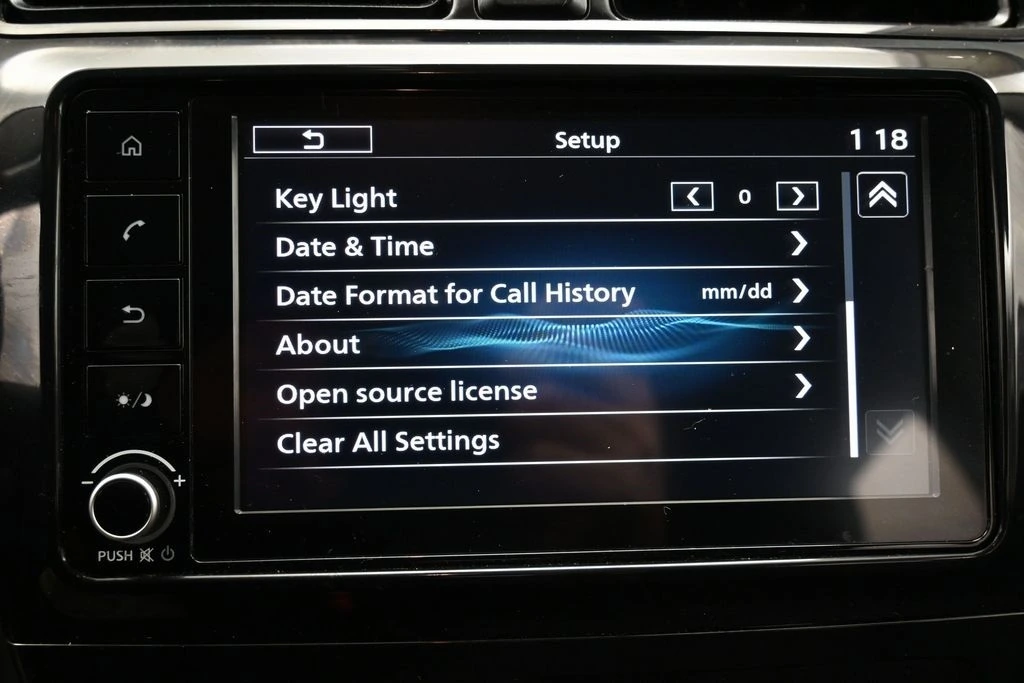 Setup 1 18
Key Light 0
Date & Time
Date Format for Call History mm/dd
About
Open source license
Clear All Settings
- +
PUSH